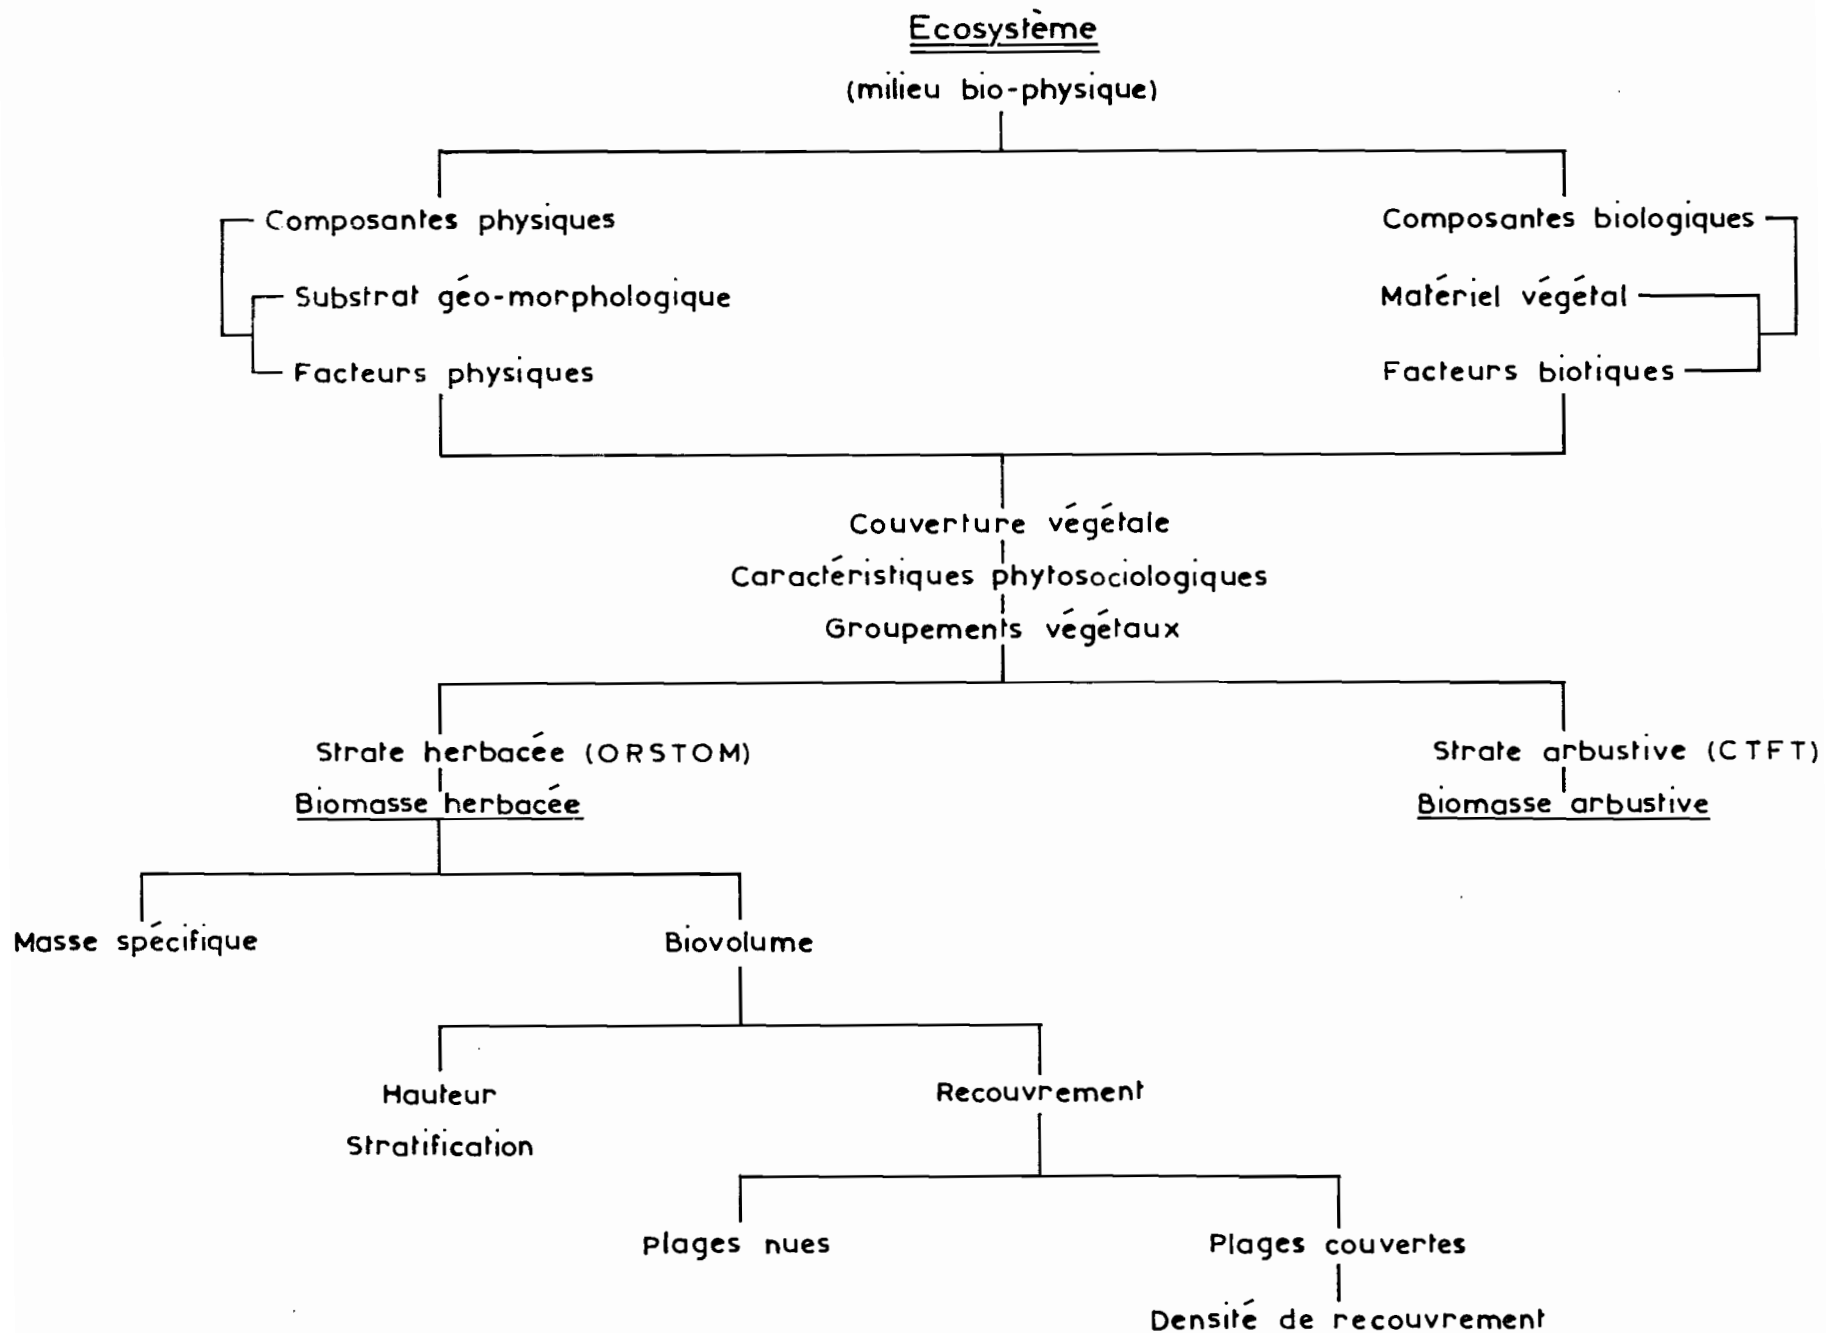 Ecosystème
(milieu bio-physique)
Composantes physiques
Composantes biologiques
Substrat géo-morphologique
Matériel végétal
Facteurs physiques
Facteurs biotiques
Couverture végétale
Caractéristiques phytosociologiques
Groupements végétaux
Strate herbacée (ORSTOM)
Strate arbustive (CTFT)
Biomasse herbacée
Biomasse arbustive
Masse spécifique
Biovolume
Hauteur
Recouvrement
Stratification
Plages nues
Plages couvertes
Densité de recouvrement